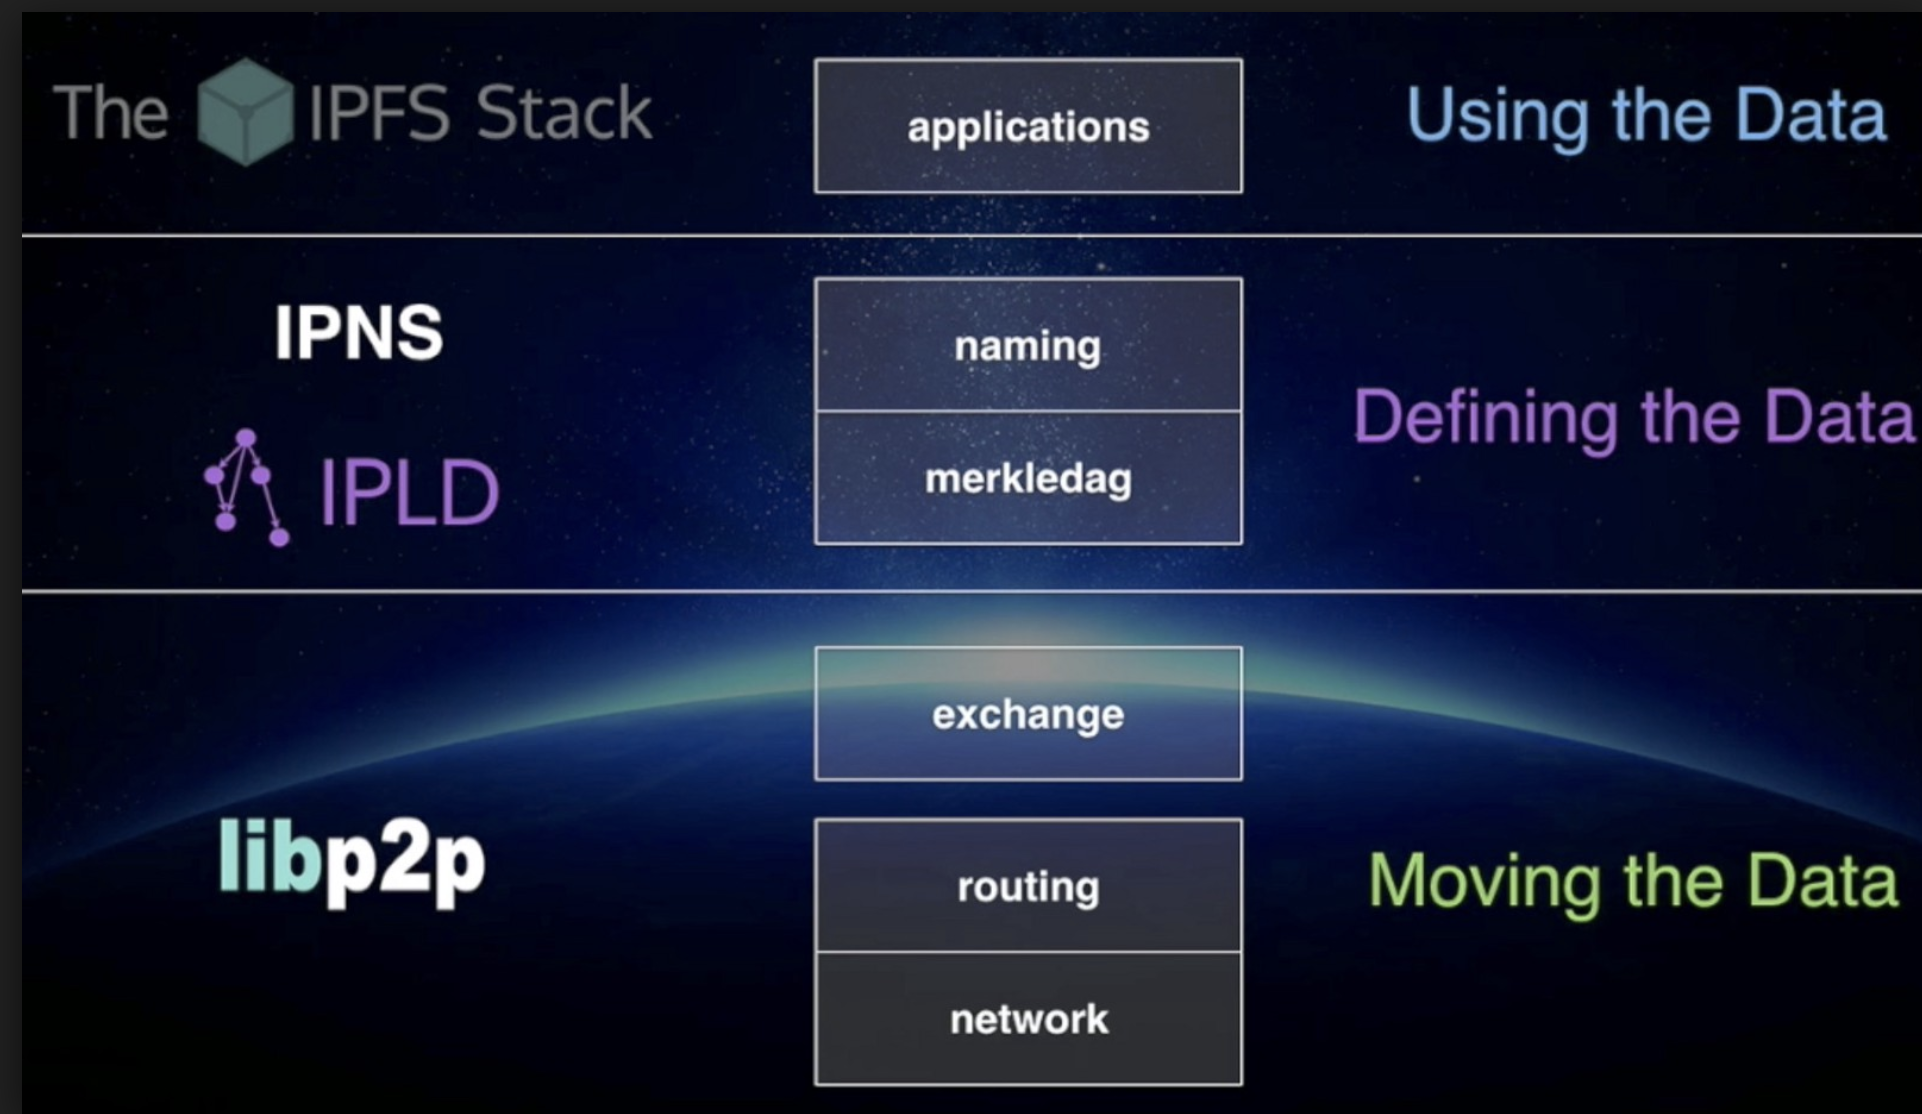 The IPFS Stack
applications
Using the Data
IPNS
naming
IPLD
merkledag
Defining the Data
exchange
libp2p
routing
Moving the Data
network